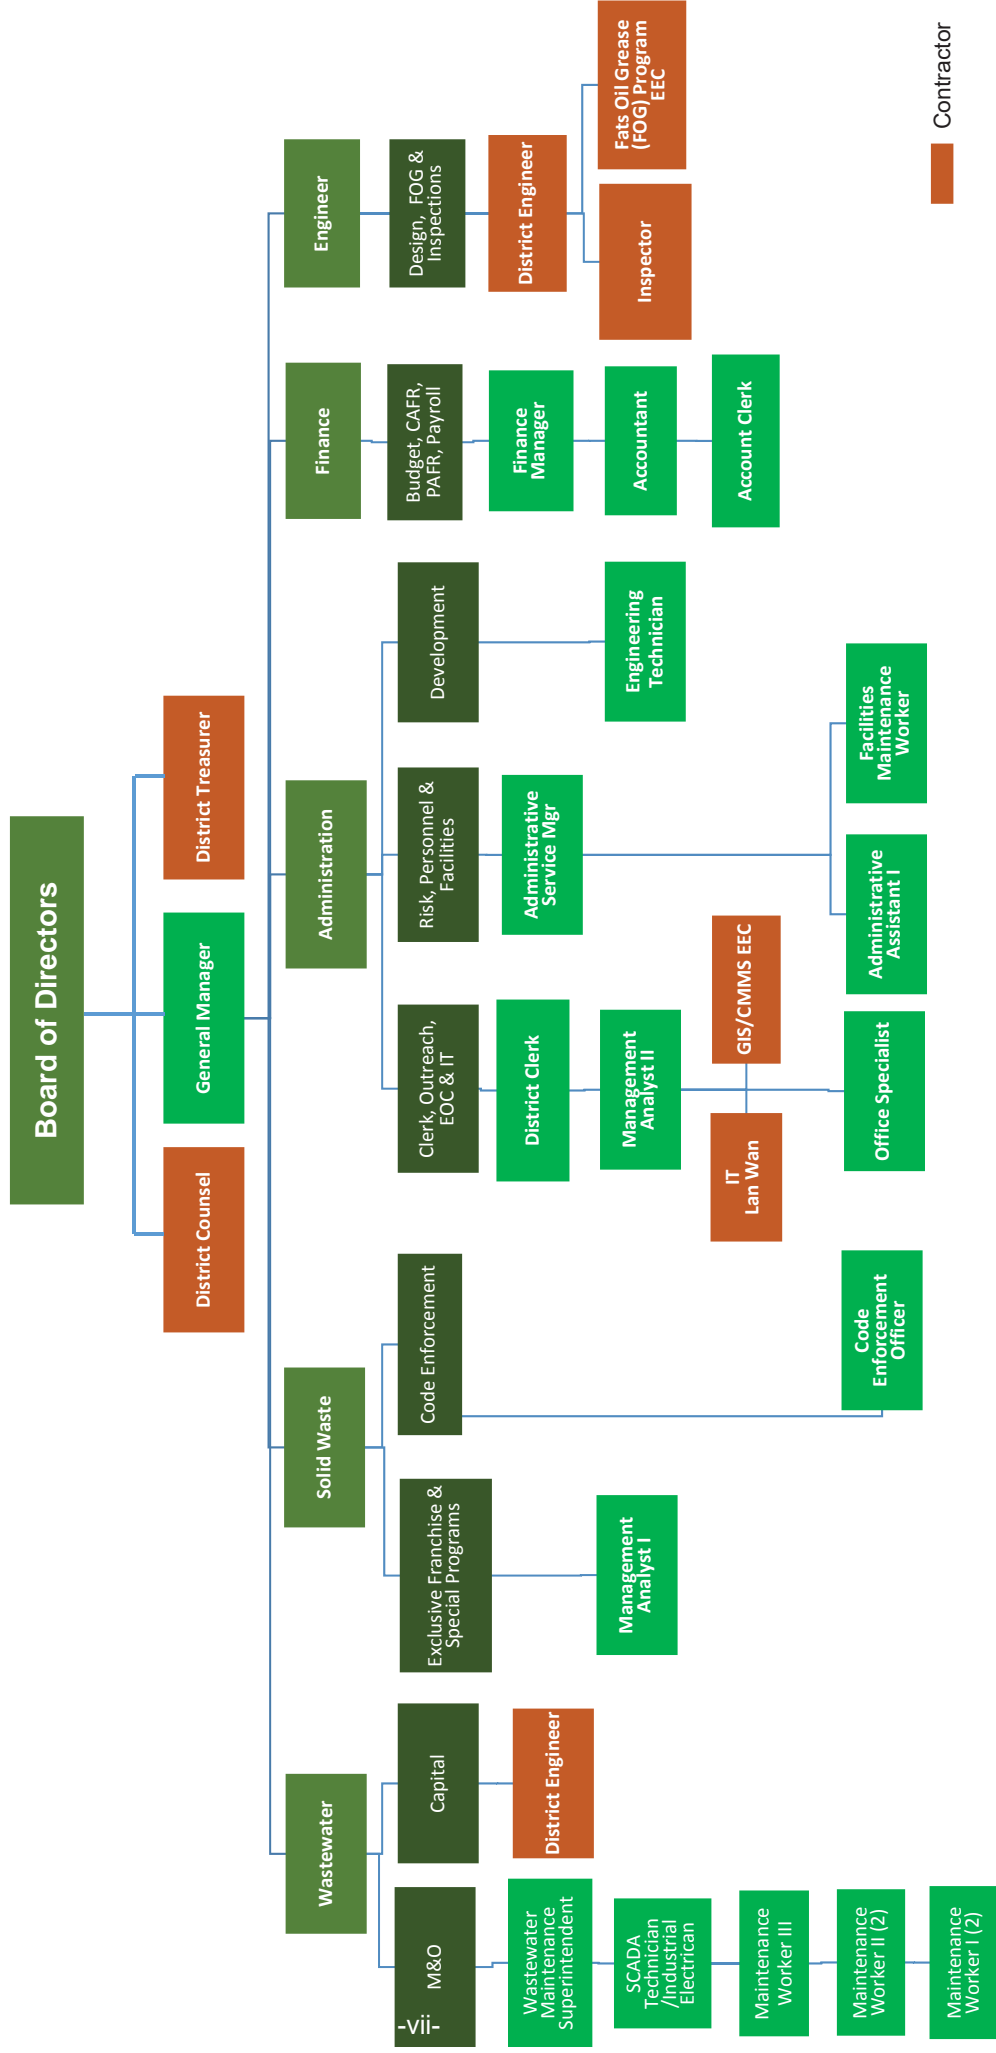 Board of Directors
District Counsel
General Manager
District Treasurer
Wastewater
Solid Waste
Administration
Finance
Engineer
M&O
Capital
Exclusive Franchise &
Special Programs
Code Enforcement
Clerk, Outreach,
EOC & IT
Risk, Personnel &
Facilities
Development
Budget, CAFR,
PAFR, Payroll
Design, FOG &
Inspections
Wastewater
Maintenance
Superintendent
District Engineer
District Clerk
Administrative
Service Mgr
Finance
Manager
District Engineer
SCADA
Technician
/Industrial
Electrican
Management
Analyst I
Management
Analyst II
Engineering
Technician
Accountant
Inspector
Fats Oil Grease
(FOG) Program
EEC
Maintenance
Worker III
IT
Lan Wan
GIS/CMMS EEC
Account Clerk
Maintenance
Worker II (2)
Code
Enforcement
Officer
Office Specialist
Administrative
Assistant I
Facilities
Maintenance
Worker
Maintenance
Worker I (2)
Contractor
-vii-